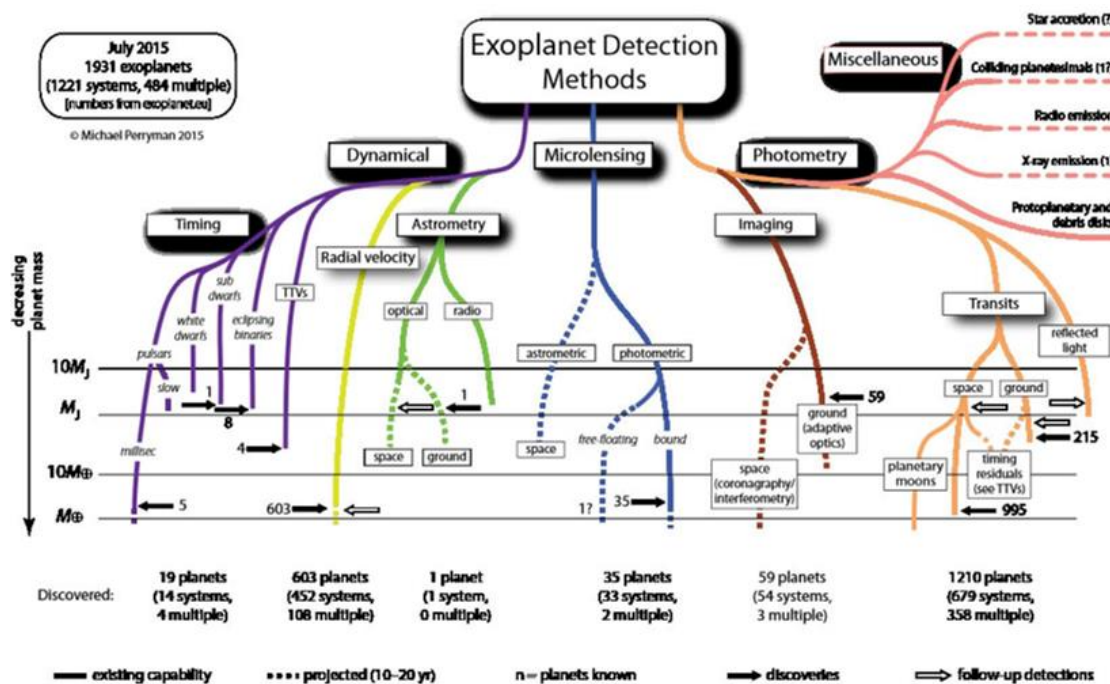 July 2015
1931 exoplanets
(1221 systems, 484 multiple)
[numbers from exoplanet.eu]
© Michael Perryman 2015
Exoplanet Detection
Methods
Miscellaneous
Star accretion (?
Colliding planetesimals (1?
Radio emission
X-ray emission (1
Protoplanetary and
debris disks
Dynamical
Microlensing
Photometry
Timing
Astrometry
Imaging
Radial velocity
Transits
reflected
light
TTVs
sub
dwarfs
white
dwarfs
eclipsing
binaries
pulsars
slow
millisec
optical
radio
astrometric
photometric
space
ground
free-floating
bound
space
ground
space
ground
(adaptive
optics)
space
(coronagraphy/
interferometry)
planetary
moons
timing
residuals
(see TTVs)
decreasing
planet mass
10MJ
MJ
10M⊕
M⊕
1
8
4
5
603
1
1?
35
59
215
995
Discovered:
19 planets
(14 systems,
4 multiple)
603 planets
(452 systems,
108 multiple)
1 planet
(1 system,
0 multiple)
35 planets
(33 systems,
2 multiple)
59 planets
(54 systems,
3 multiple)
1210 planets
(679 systems,
358 multiple)
existing capability
projected (10–20 yr)
n = planets known
discoveries
follow-up detections